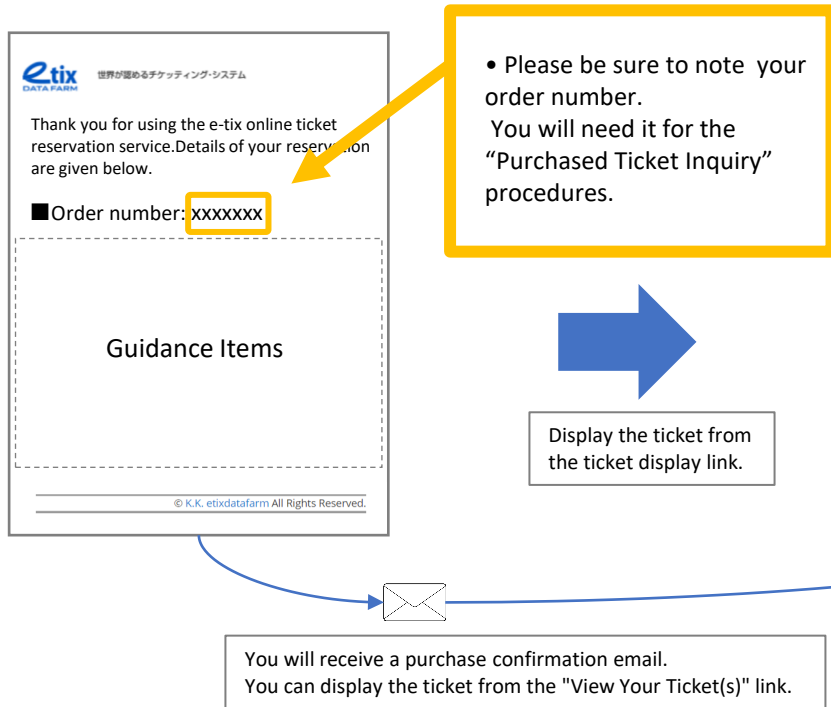 etix
DATA FARM
世界が認めるチケッティング・システム
Thank you for using the e-tix online ticket
reservation service.Details of your reservation
are given below.
■Order number: xxxxxxx
Guidance Items
© K.K. etixdatafarm All Rights Reserved.
• Please be sure to note your
order number.
You will need it for the
“Purchased Ticket Inquiry”
procedures.
Display the ticket from
the ticket display link.
You will receive a purchase confirmation email.
You can display the ticket from the "View Your Ticket(s)" link.